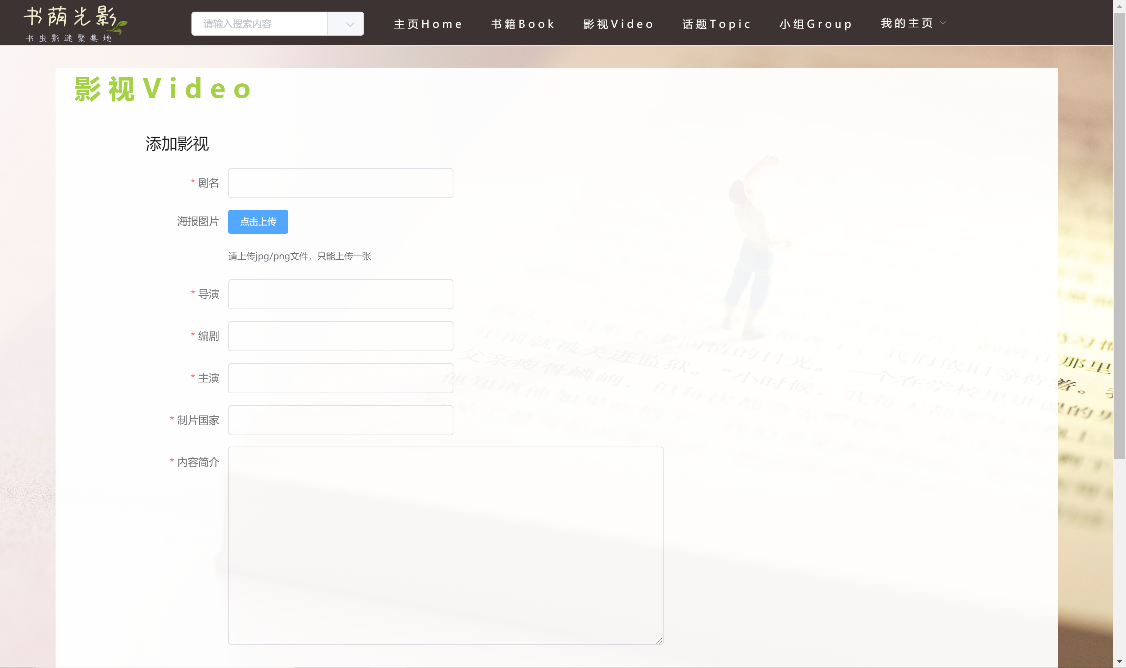 书荫光影
书虫影迷聚集地
请输入搜索内容
主页Home 书籍Book 影视Video 话题Topic 小组Group 我的主页
影视Video
添加影视
* 剧名
海报图片 点击上传
请上传jpg/png文件，只能上传一张
* 导演
* 编剧
* 主演
* 制片国家
* 内容简介